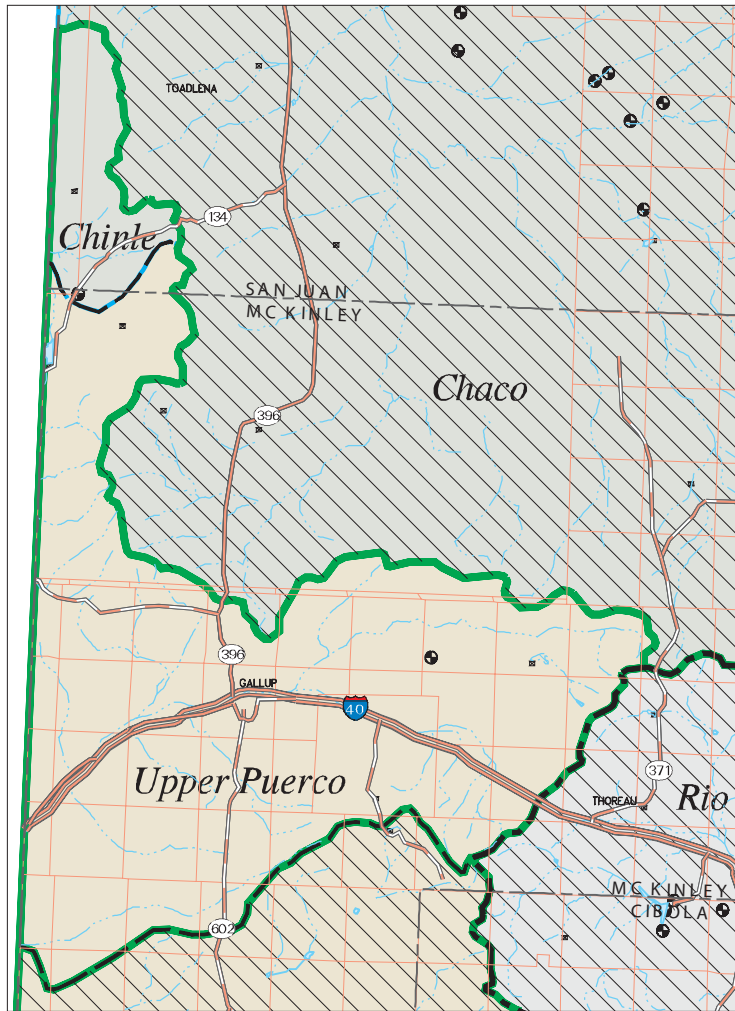 TOADLENA
134
Chinle
SAN JUAN
MC KINLEY
Chaco
396
396
GALLUP
40
371
Upper Puerco
THOREAU
Rio
MC KINLEY
CIBOLA
602